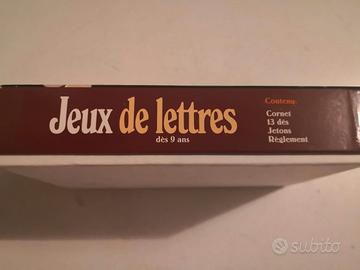 Jeux de lettres
dès 9 ans
Contenu:
Cornet
13 dés
Jetons
Règlement
subito